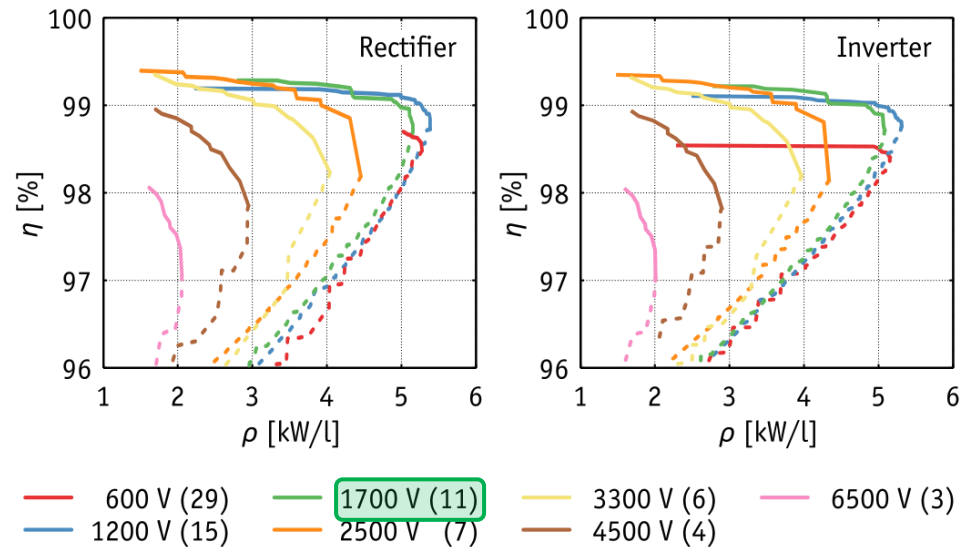 Rectifier
100
99
98
97
96
η [%]
1 2 3 4 5 6
ρ [kW/l]
Inverter
100
99
98
97
96
η [%]
1 2 3 4 5 6
ρ [kW/l]
600 V (29) 1700 V (11) 3300 V (6) 6500 V (3)
1200 V (15) 2500 V (7) 4500 V (4)